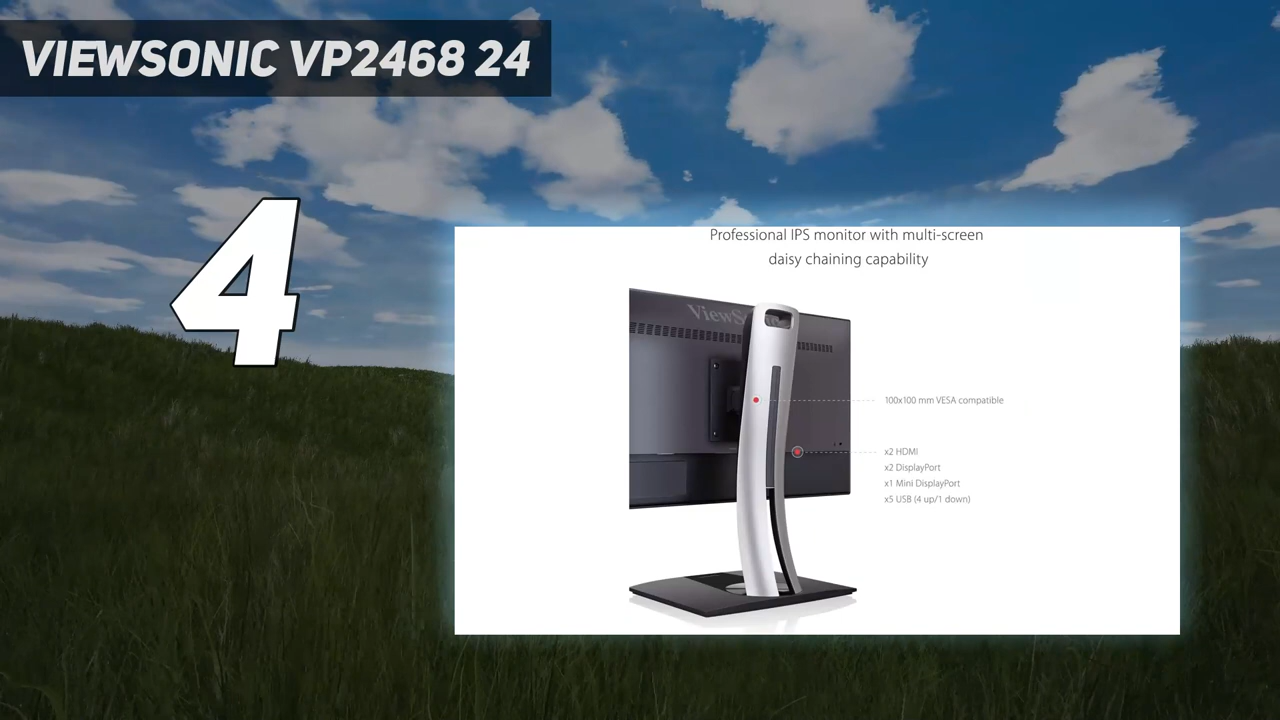 VIEWSONIC VP2468 24
4
Professional IPS monitor with multi-screen
daisy chaining capability
ViewS
100x100 mm VESA compatible
x2 HDMI
x2 DisplayPort
x1 Mini DisplayPort
x5 USB (4 up/1 down)